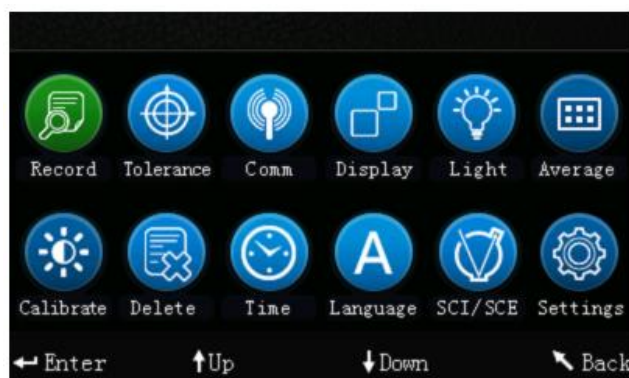 Record Tolerance Comm Display Light Average
A
Calibrate Delete Time Language SCI/SCE Settings
Enter Up Down Back